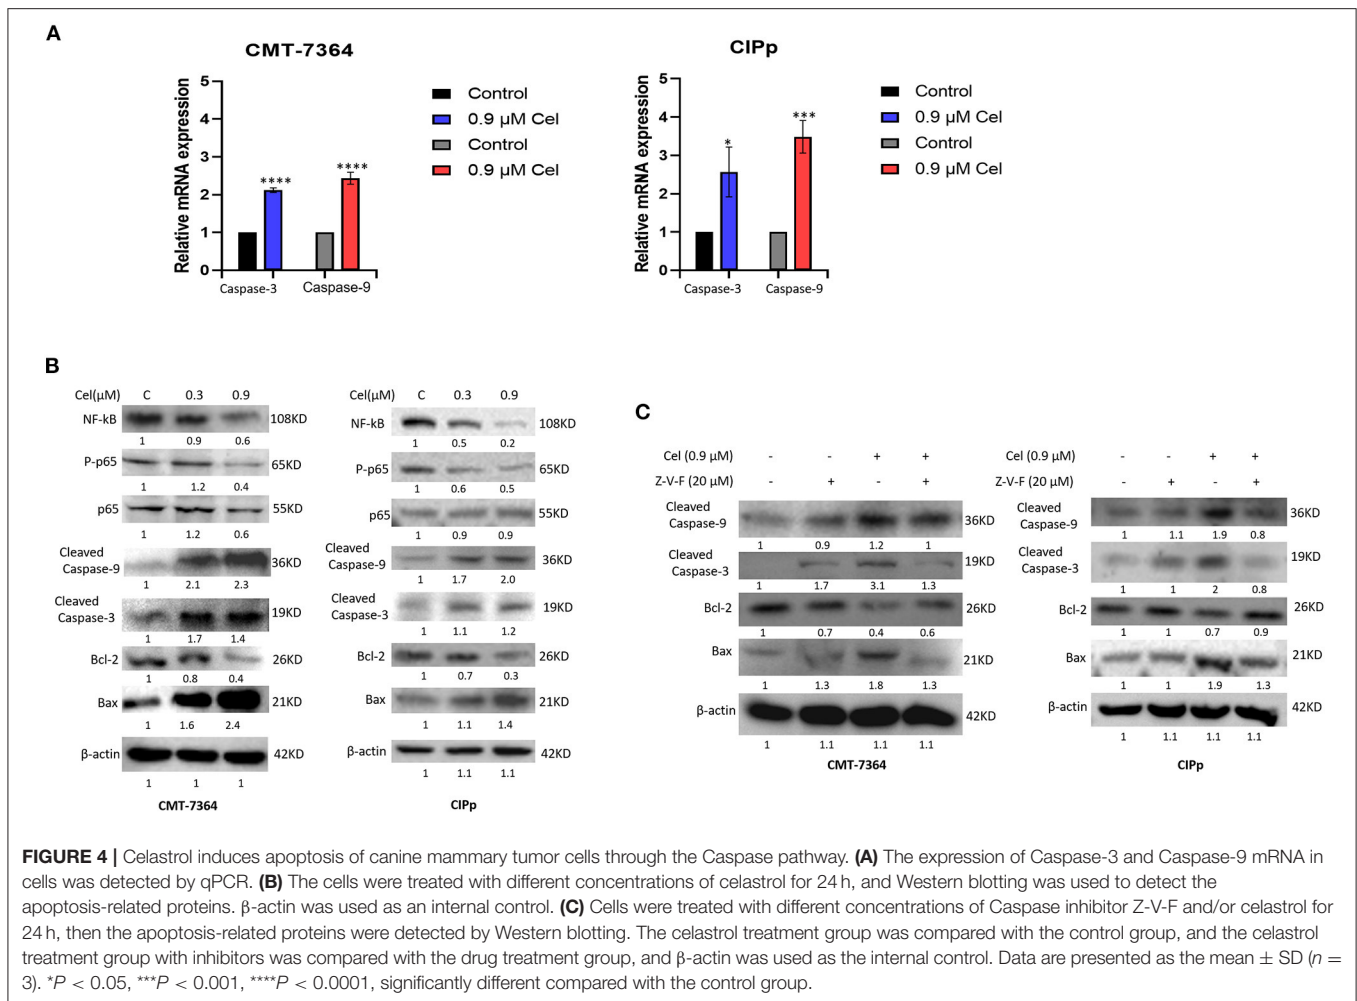 A
CMT-7364
Relative mRNA expression
5
4
3
2
1
0
****
****
Caspase-3
Caspase-9
Control
0.9 µM Cel
Control
0.9 µM Cel
CIPp
Relative mRNA expression
5
4
3
2
1
0
*
***
Caspase-3
Caspase-9
Control
0.9 µM Cel
Control
0.9 µM Cel
B
Cel(µM) C 0.3 0.9
NF-kB 108KD
1 0.9 0.6
P-p65 65KD
1 1.2 0.4
p65 55KD
1 1.2 0.6
Cleaved
Caspase-9 36KD
1 2.1 2.3
Cleaved
Caspase-3 19KD
1 1.7 1.4
Bcl-2 26KD
1 0.8 0.4
Bax 21KD
1 1.6 2.4
β-actin 42KD
1 1 1
CMT-7364
Cel(µM) C 0.3 0.9
NF-kB 108KD
1 0.5 0.2
P-p65 65KD
1 0.6 0.5
p65 55KD
1 0.9 0.9
Cleaved
Caspase-9 36KD
1 1.7 2.0
Cleaved
Caspase-3 19KD
1 1.1 1.2
Bcl-2 26KD
1 0.7 0.3
Bax 21KD
1 1.1 1.4
β-actin 42KD
1 1.1 1.1
CIPp
C
Cel (0.9 µM) - - + +
Z-V-F (20 µM) - + - +
Cleaved
Caspase-9 36KD
1 0.9 1.2 1
Cleaved
Caspase-3 19KD
1 1.7 3.1 1.3
Bcl-2 26KD
1 0.7 0.4 0.6
Bax 21KD
1 1.3 1.8 1.3
β-actin 42KD
1 1.1 1.1 1.1
CMT-7364
Cel (0.9 µM) - - + +
Z-V-F (20 µM) - + - +
Cleaved
Caspase-9 36KD
1 1.1 1.9 0.8
Cleaved
Caspase-3 19KD
1 1 2 0.8
Bcl-2 26KD
1 1 0.7 0.9
Bax 21KD
1 1 1.9 1.3
β-actin 42KD
1 1.1 1.1 1.1
CIPp
FIGURE 4 | Celastrol induces apoptosis of canine mammary tumor cells through the Caspase pathway. (A) The expression of Caspase-3 and Caspase-9 mRNA in
cells was detected by qPCR. (B) The cells were treated with different concentrations of celastrol for 24 h, and Western blotting was used to detect the
apoptosis-related proteins. β-actin was used as an internal control. (C) Cells were treated with different concentrations of Caspase inhibitor Z-V-F and/or celastrol for
24 h, then the apoptosis-related proteins were detected by Western blotting. The celastrol treatment group was compared with the control group, and the celastrol
treatment group with inhibitors was compared with the drug treatment group, and β-actin was used as the internal control. Data are presented as the mean ± SD (n =
3). *P < 0.05, ***P < 0.001, ****P < 0.0001, significantly different compared with the control group.